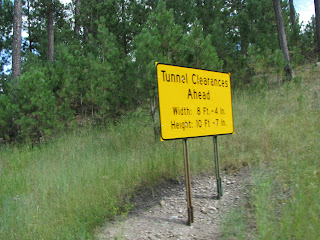 Tunnel Clearances
Ahead
Width: 8 Ft.-4 In.
Height: 10 Ft.-7 In.